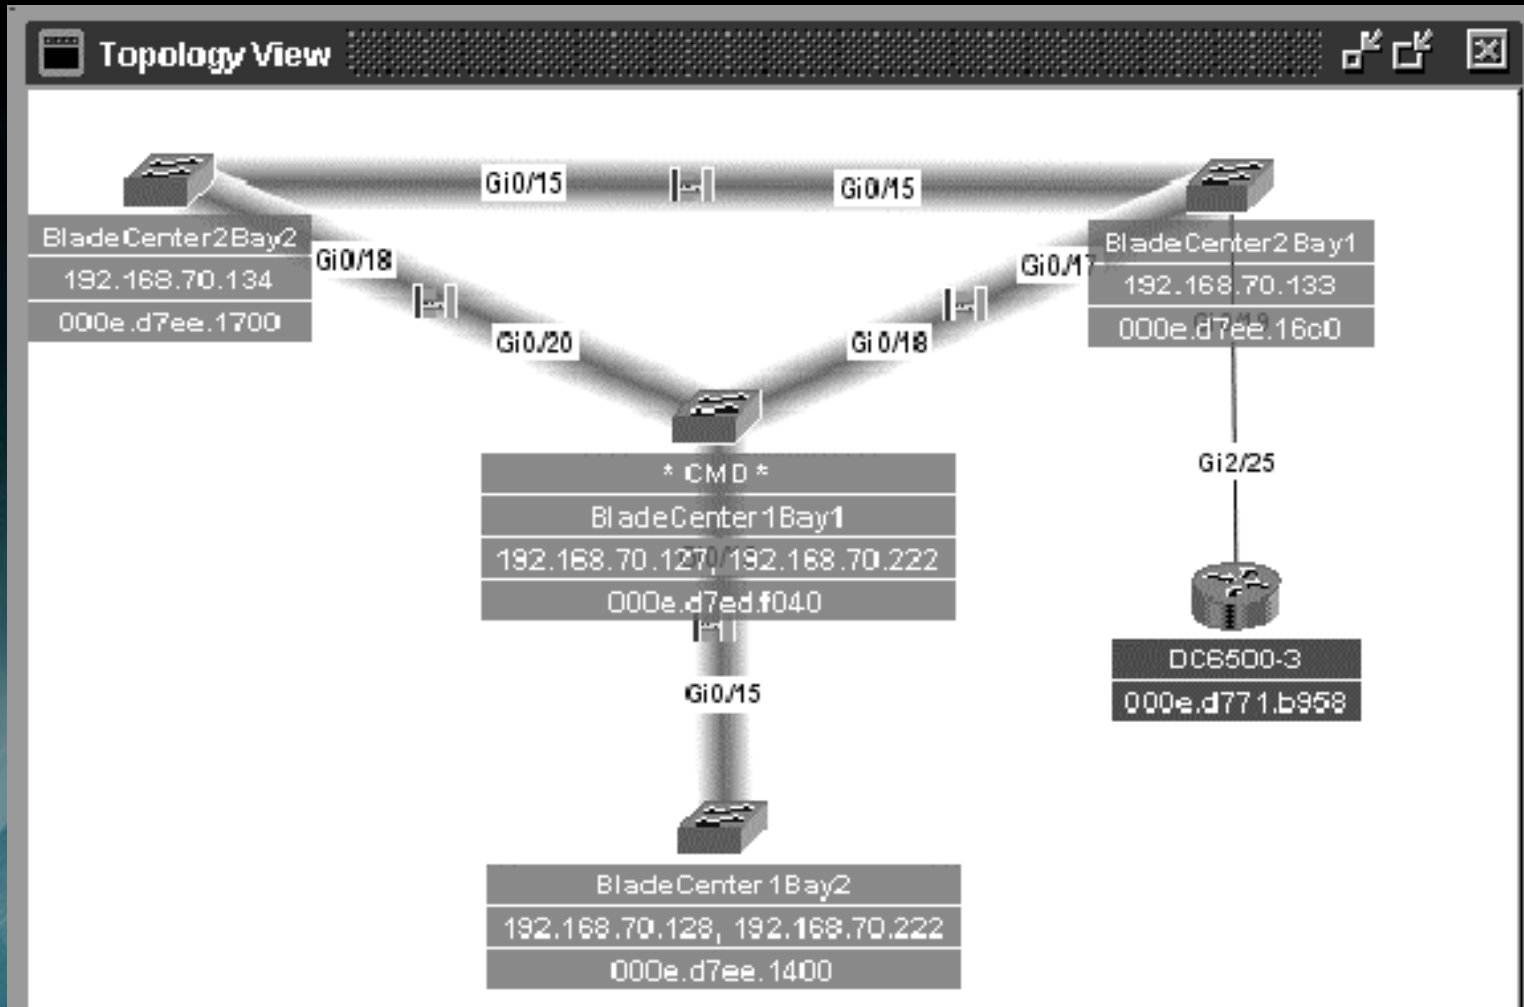 Topology View
Gi0/15
Gi0/15
BladeCenter2Bay2
192.168.70.134
000e.d7ee.1700
Gi0/18
Gi0/17
BladeCenter2Bay1
192.168.70.133
000e.d7ee.16c0
Gi0/20
Gi0/18
* CMD *
BladeCenter1Bay1
192.168.70.127, 192.168.70.222
000e.d7ed.f040
Gi2/25
Gi0/15
DC6500-3
000e.d771.b958
BladeCenter1Bay2
192.168.70.128, 192.168.70.222
000e.d7ee.1400